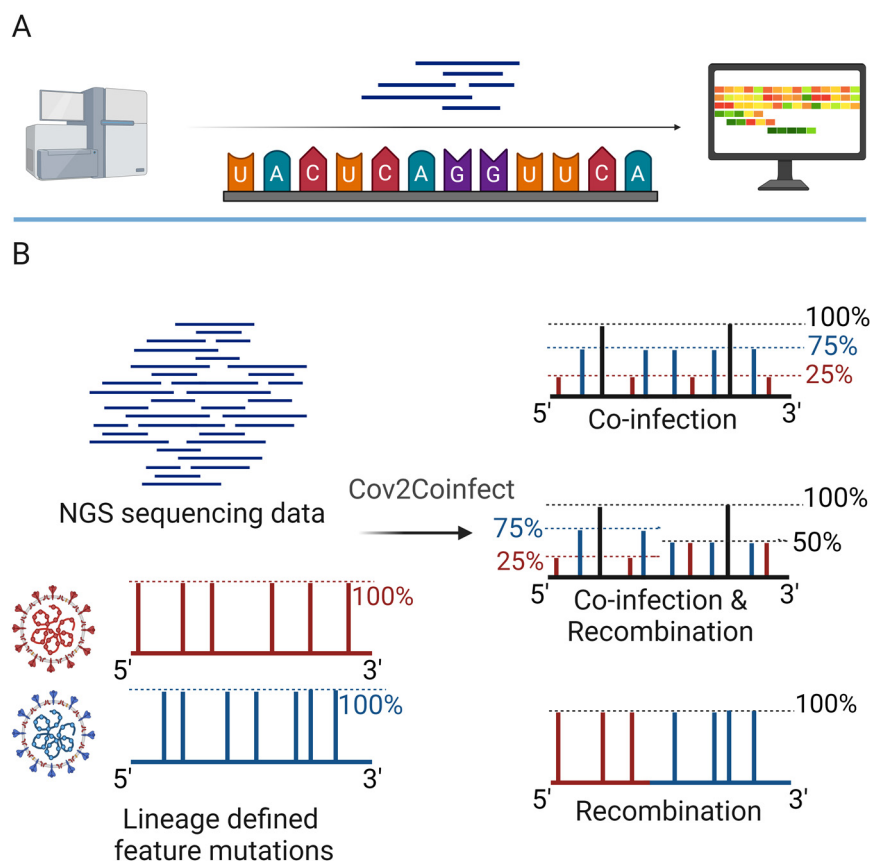 A
U A C U C A G G U U C A
B
100%
75%
25%
5' 3'
Co-infection
NGS sequencing data
Cov2Coinfect
100%
75%
50%
25%
5' 3'
Co-infection &
Recombination
100%
5' 3'
100%
5' 3'
Lineage defined
feature mutations
100%
5' 3'
Recombination